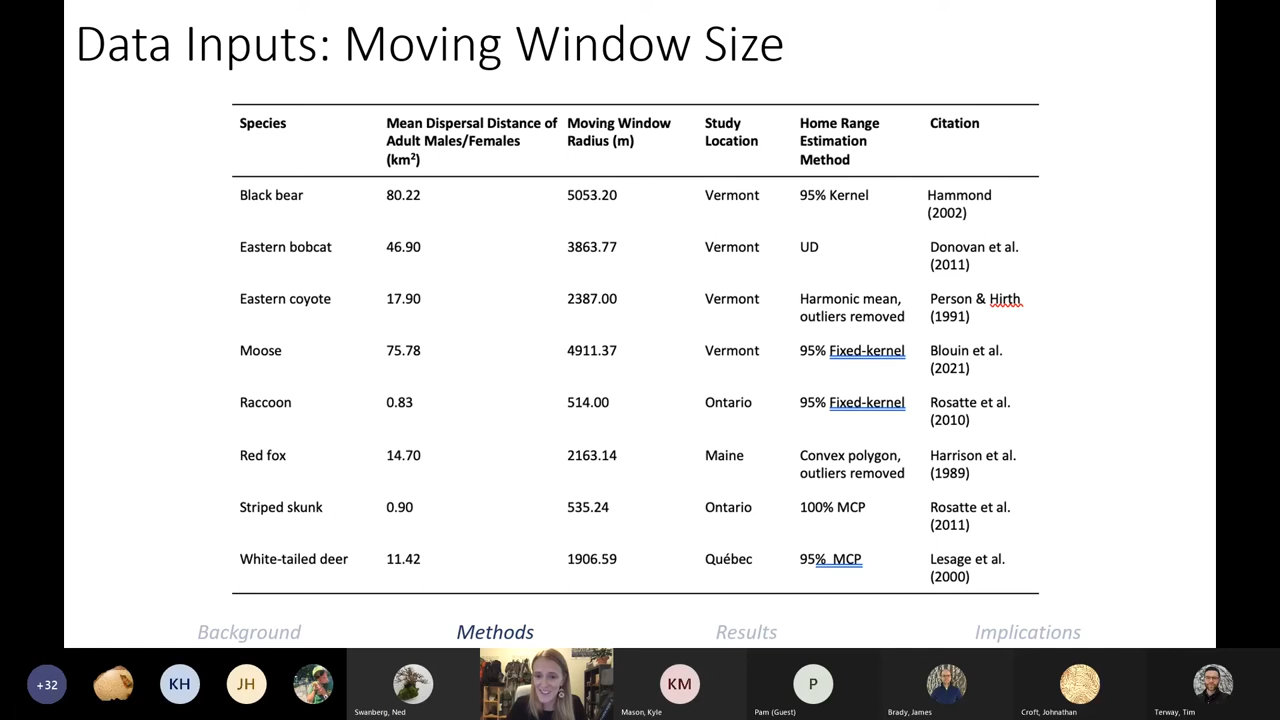 Data Inputs: Moving Window Size
Species
Mean Dispersal Distance of
Adult Males/Females
(km²)
Moving Window
Radius (m)
Study
Location
Home Range
Estimation
Method
Citation
Black bear
80.22
5053.20
Vermont
95% Kernel
Hammond
(2002)
Eastern bobcat
46.90
3863.77
Vermont
UD
Donovan et al.
(2011)
Eastern coyote
17.90
2387.00
Vermont
Harmonic mean,
outliers removed
Person & Hirth
(1991)
Moose
75.78
4911.37
Vermont
95% Fixed-kernel
Blouin et al.
(2021)
Raccoon
0.83
514.00
Ontario
95% Fixed-kernel
Rosatte et al.
(2010)
Red fox
14.70
2163.14
Maine
Convex polygon,
outliers removed
Harrison et al.
(1989)
Striped skunk
0.90
535.24
Ontario
100% MCP
Rosatte et al.
(2011)
White-tailed deer
11.42
1906.59
Québec
95% MCP
Lesage et al.
(2000)
Background
Methods
Results
Implications
+32
KH
JH
Swanberg, Ned
KM
Mason, Kyle
P
Pam (Guest)
Brady, James
Croft, Johnathan
Terway, Tim